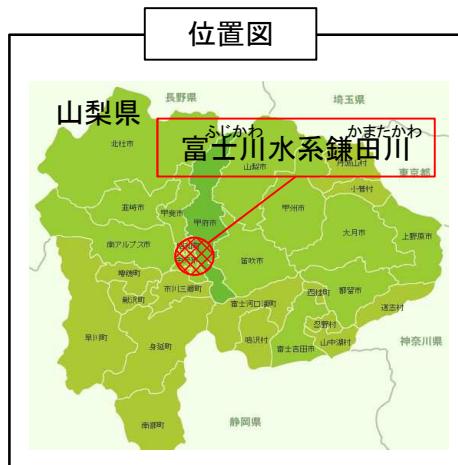 位置図
長野県
埼玉県
山梨県
ふじかわ かまたかわ
富士川水系鎌田川
北杜市
山梨市
丹波山村
東京都
小菅村
韮崎市
甲斐市
甲府市
甲州市
大月市
上野原市
南アルプス市
笛吹市
増穂町
市川三郷町
鰍沢町
富士河口湖町
西桂町
都留市
道志村
早川町
身延町
鳴沢村
忍野村
富士吉田市
山中湖村
神奈川県
南部町
静岡県